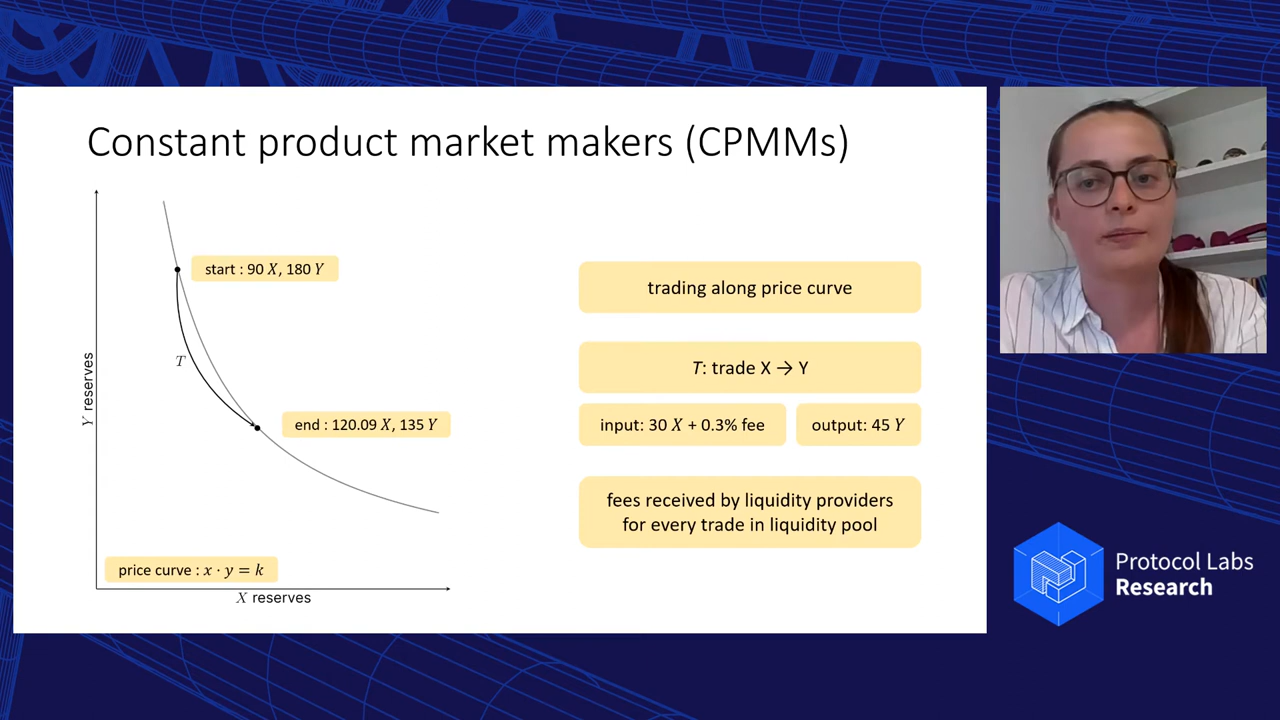 Constant product market makers (CPMMs)
start : 90 X, 180 Y
T
end : 120.09 X, 135 Y
Y reserves
price curve : x · y = k
X reserves
trading along price curve
T: trade X → Y
input: 30 X + 0.3% fee
output: 45 Y
fees received by liquidity providers
for every trade in liquidity pool
Protocol Labs
Research